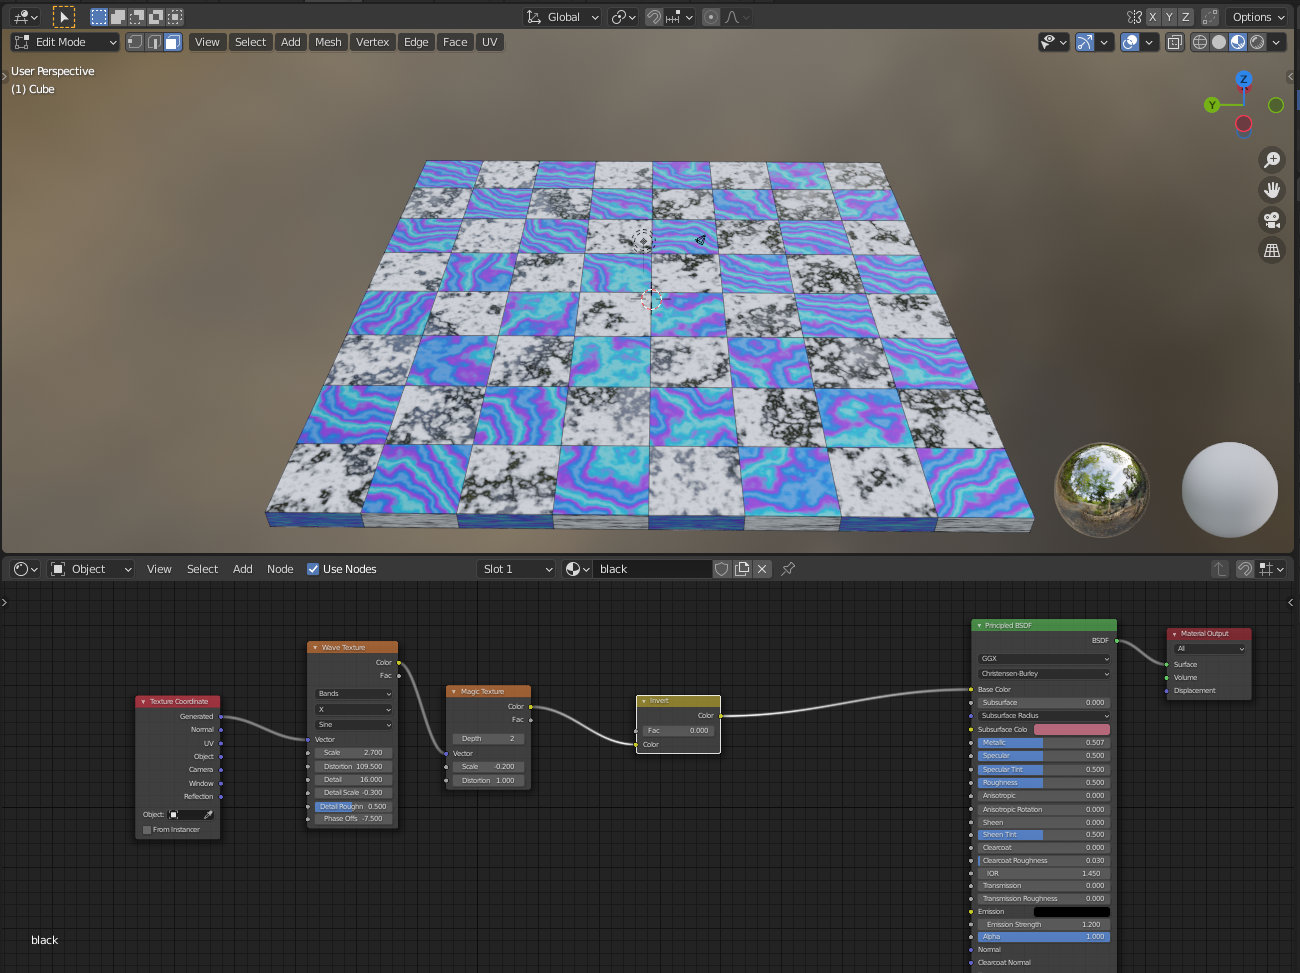 Global
X Y Z
Options
Edit Mode
View Select Add Mesh Vertex Edge Face UV
User Perspective
(1) Cube
Z
Y
Object
View Select Add Node Use Nodes
Slot 1
black
Texture Coordinate
Generated
Normal
UV
Object
Camera
Window
Reflection
Object:
From Instancer
Wave Texture
Color
Fac
Bands
X
Sine
Vector
Scale 2.700
Distortion 109.500
Detail 16.000
Detail Scale -0.300
Detail Roughn 0.500
Phase Offs -7.500
Magic Texture
Color
Fac
Depth 2
Vector
Scale -0.200
Distortion 1.000
Invert
Color
Fac 0.000
Color
Principled BSDF
BSDF
GGX
Christensen-Burley
Base Color
Subsurface 0.000
Subsurface Radius
Subsurface Colo
Metallic 0.507
Specular 0.500
Specular Tint 0.500
Roughness 0.500
Anisotropic 0.000
Anisotropic Rotation 0.000
Sheen 0.000
Sheen Tint 0.500
Clearcoat 0.000
Clearcoat Roughness 0.030
IOR 1.450
Transmission 0.000
Transmission Roughness 0.000
Emission
Emission Strength 1.200
Alpha 1.000
Normal
Clearcoat Normal
Material Output
All
Surface
Volume
Displacement
black